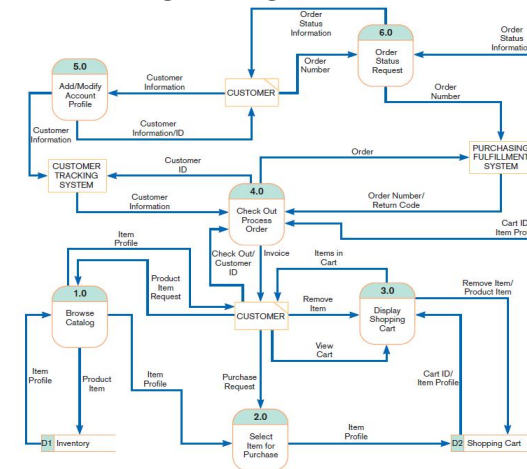 Order
Status
Information
6.0
Order
Status
Request
Order
Status
Information
5.0
Add/Modify
Account
Profile
Customer
Information
CUSTOMER
Order
Number
Order
Number
Customer
Information
Customer
Information/ID
CUSTOMER
TRACKING
SYSTEM
Customer
ID
Order
PURCHASING
FULFILLMENT
SYSTEM
4.0
Check Out
Process
Order
Customer
Information
Order Number/
Return Code
Cart ID
Item
Item
Profile
Check Out/
Customer
ID
Invoice
Items in
Cart
Product
Item
Request
1.0
Browse
Catalog
CUSTOMER
Remove
Item
3.0
Display
Shopping
Cart
Remove Item/
Product Item
View
Cart
Item
Profile
Product
Item
Item
Profile
Purchase
Request
Cart ID/
Item Profile
2.0
Select
Item for
Purchase
Item
Profile
D1 Inventory
D2 Shopping Cart